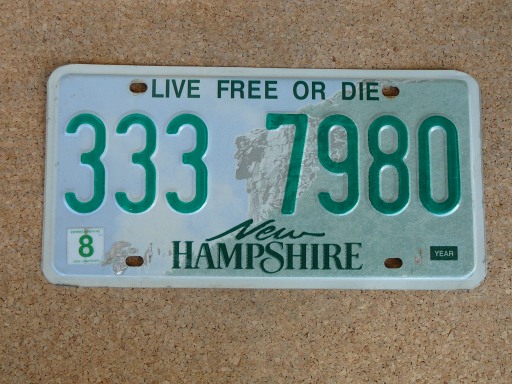 LIVE FREE OR DIE
333 7980
8
New
HAMPSHIRE
YEAR